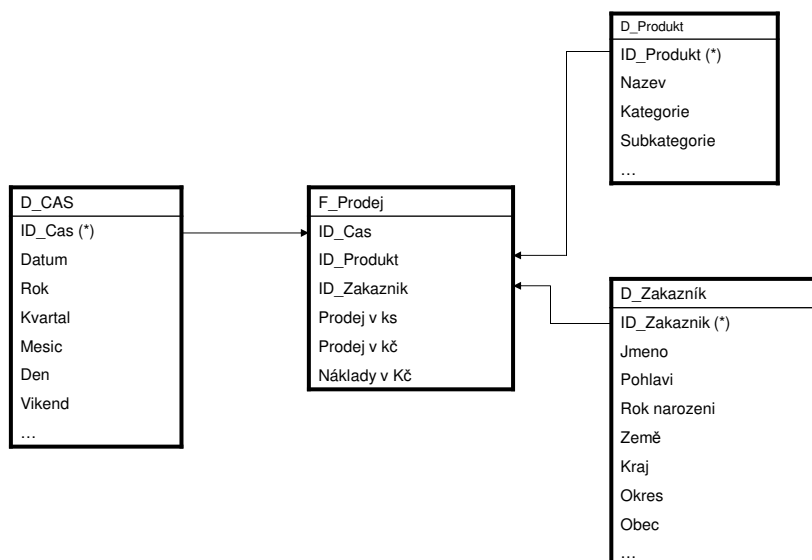 D_Produkt
ID_Produkt (*)
Nazev
Kategorie
Subkategorie
...
D_CAS
ID_Cas (*)
Datum
Rok
Kvartal
Mesic
Den
Vikend
...
F_Prodej
ID_Cas
ID_Produkt
ID_Zakaznik
Prodej v ks
Prodej v kč
Náklady v Kč
D_Zakazník
ID_Zakaznik (*)
Jmeno
Pohlavi
Rok narozeni
Země
Kraj
Okres
Obec
...